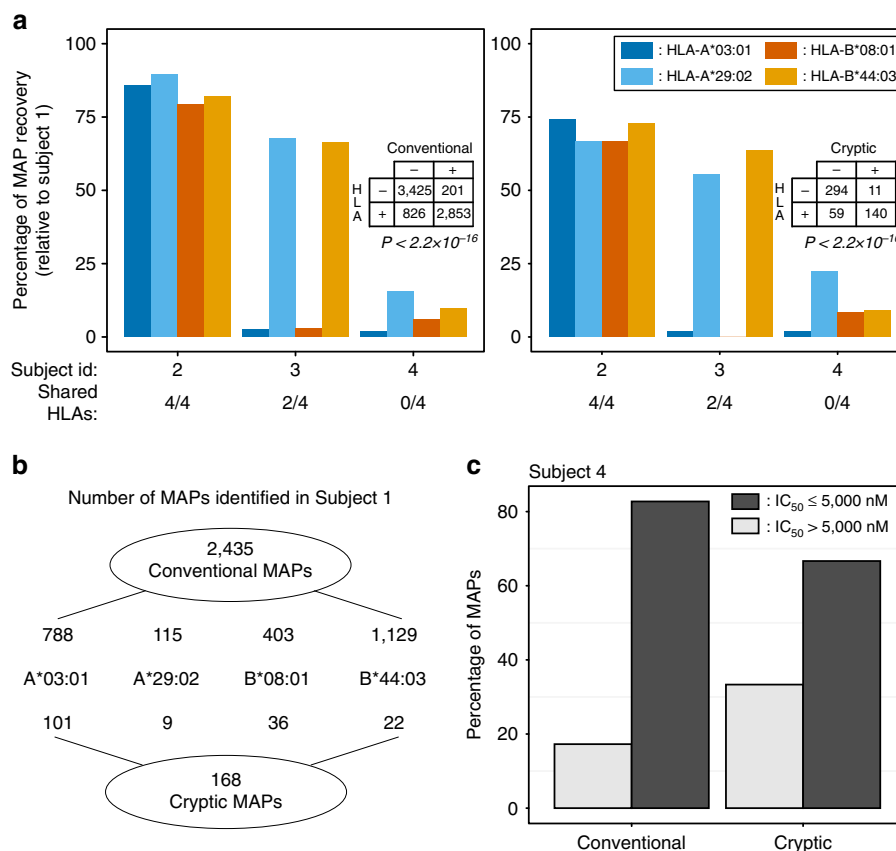 a
Percentage of MAP recovery
(relative to subject 1)
100
75
50
25
0
Conventional
– +
HLA
– 3,425 201
+ 826 2,853
P < 2.2×10⁻¹⁶
100
75
50
25
0
: HLA-A*03:01 : HLA-B*08:01
: HLA-A*29:02 : HLA-B*44:03
Cryptic
– +
HLA
– 294 11
+ 59 140
P < 2.2×10⁻¹⁶
Subject id: 2 3 4 2 3 4
Shared
HLAs: 4/4 2/4 0/4 4/4 2/4 0/4
b
Number of MAPs identified in Subject 1
2,435
Conventional MAPs
788 115 403 1,129
A*03:01 A*29:02 B*08:01 B*44:03
101 9 36 22
168
Cryptic MAPs
c
Subject 4
: IC₅₀ ≤ 5,000 nM
: IC₅₀ > 5,000 nM
Percentage of MAPs
80
60
40
20
0
Conventional Cryptic